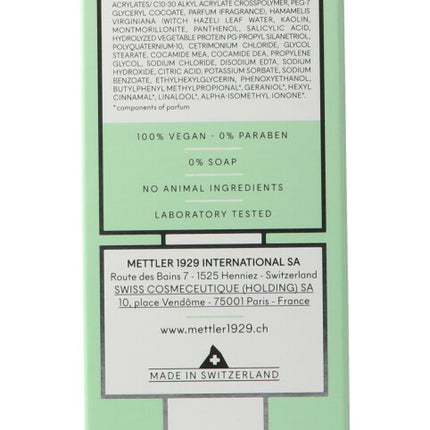 ACRYLATES/ C10-30 ALKYL ACRYLATE CROSSPOLYMER, PEG-7
GLYCERYL COCOATE, PARFUM (FRAGRANCE), HAMAMELIS
VIRGINIANA (WITCH HAZEL) LEAF WATER, KAOLIN,
MONTMORILLONITE, PANTHENOL, SALICYLIC ACID,
HYDROLYZED VEGETABLE PROTEIN PG-PROPYL SILANETRIOL,
POLYQUATERNIUM-10, CETRIMONIUM CHLORIDE, GLYCOL
STEARATE, COCAMIDE MEA, COCAMIDE DEA, PROPYLENE
GLYCOL, SODIUM CHLORIDE, DISODIUM EDTA, SODIUM
HYDROXIDE, CITRIC ACID, POTASSIUM SORBATE, SODIUM
BENZOATE, ETHYLHEXYLGLYCERIN, PHENOXYETHANOL,
BUTYLPHENYL METHYLPROPIONAL*, GERANIOL*, HEXYL
CINNAMAL*, LINALOOL*, ALPHA-ISOMETHYL IONONE*.
*components of parfum
100% VEGAN - 0% PARABEN
0% SOAP
NO ANIMAL INGREDIENTS
LABORATORY TESTED
METTLER 1929 INTERNATIONAL SA
Route des Bains 7 - 1525 Henniez - Switzerland
SWISS COSMECEUTIQUE (HOLDING) SA
10, place Vendôme - 75001 Paris - France
www.mettler1929.ch
MADE IN SWITZERLAND